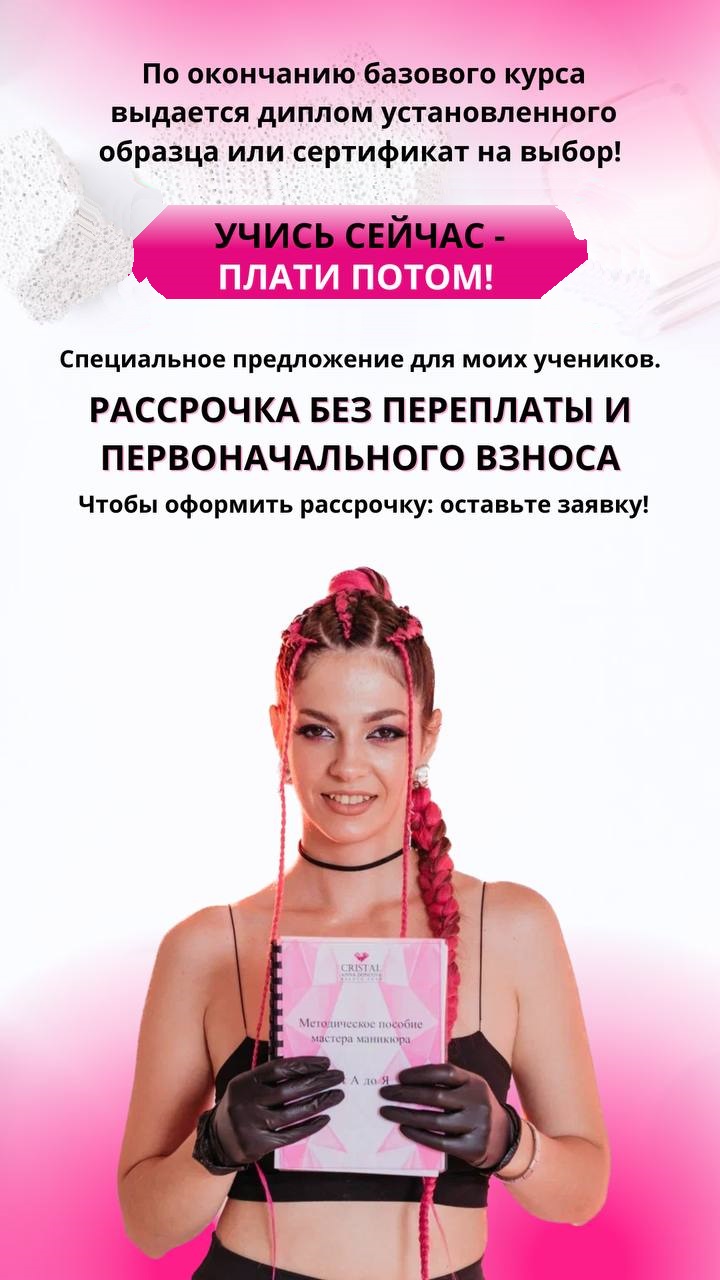 По окончанию базового курса
выдается диплом установленного
образца или сертификат на выбор!
УЧИСЬ СЕЙЧАС -
ПЛАТИ ПОТОМ!
Специальное предложение для моих учеников.
РАССРОЧКА БЕЗ ПЕРЕПЛАТЫ И
ПЕРВОНАЧАЛЬНОГО ВЗНОСА
Чтобы оформить рассрочку: оставьте заявку!
CRISTAL
Методическое пособие
мастера маникюра
А до Я